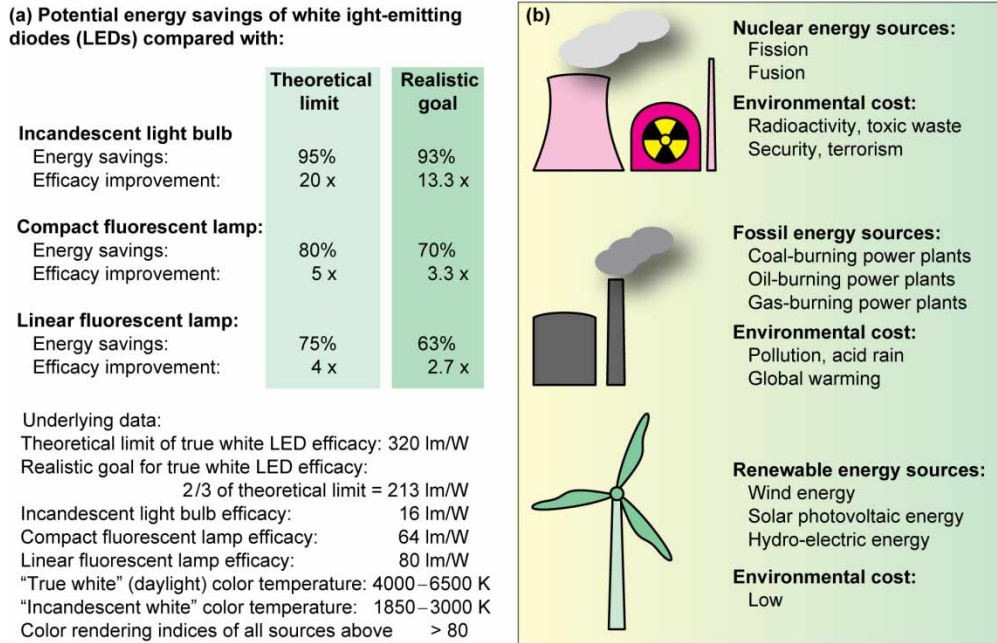 (a) Potential energy savings of white ight-emitting
diodes (LEDs) compared with:
Theoretical limit
Realistic goal
Incandescent light bulb
Energy savings: 95% 93%
Efficacy improvement: 20 x 13.3 x
Compact fluorescent lamp:
Energy savings: 80% 70%
Efficacy improvement: 5 x 3.3 x
Linear fluorescent lamp:
Energy savings: 75% 63%
Efficacy improvement: 4 x 2.7 x
Underlying data:
Theoretical limit of true white LED efficacy: 320 lm/W
Realistic goal for true white LED efficacy:
2/3 of theoretical limit = 213 lm/W
Incandescent light bulb efficacy: 16 lm/W
Compact fluorescent lamp efficacy: 64 lm/W
Linear fluorescent lamp efficacy: 80 lm/W
“True white” (daylight) color temperature: 4000–6500 K
“Incandescent white” color temperature: 1850–3000 K
Color rendering indices of all sources above > 80
(b)
Nuclear energy sources:
Fission
Fusion
Environmental cost:
Radioactivity, toxic waste
Security, terrorism
Fossil energy sources:
Coal-burning power plants
Oil-burning power plants
Gas-burning power plants
Environmental cost:
Pollution, acid rain
Global warming
Renewable energy sources:
Wind energy
Solar photovoltaic energy
Hydro-electric energy
Environmental cost:
Low